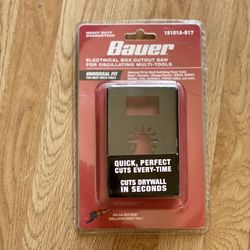 HEAVY DUTY
GUARANTEED
18101A-B17
Bauer
ELECTRICAL BOX CUTOUT SAW
FOR OSCILLATING MULTI-TOOLS
UNIVERSAL FIT
QUICK, PERFECT
CUTS EVERY-TIME
CUTS DRYWALL
IN SECONDS